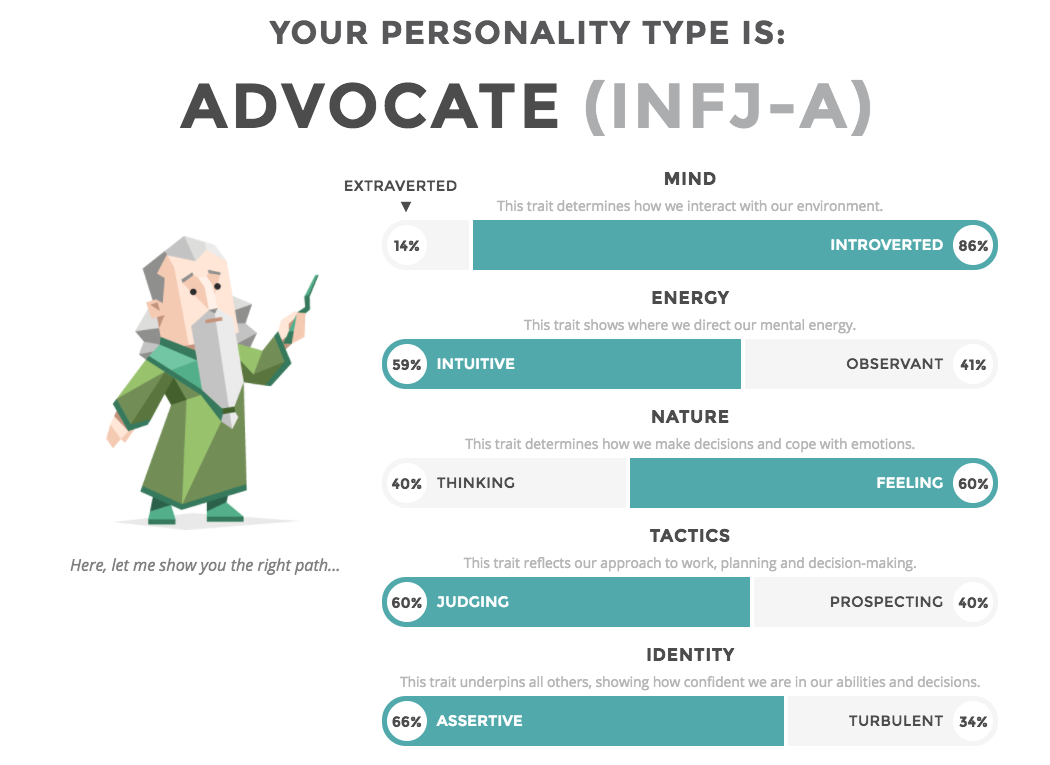 YOUR PERSONALITY TYPE IS:
ADVOCATE (INFJ-A)
MIND
EXTRAVERTED
This trait determines how we interact with our environment.
14%
INTROVERTED 86%
ENERGY
This trait shows where we direct our mental energy.
59% INTUITIVE
OBSERVANT 41%
NATURE
This trait determines how we make decisions and cope with emotions.
40% THINKING
FEELING 60%
TACTICS
This trait reflects our approach to work, planning and decision-making.
60% JUDGING
PROSPECTING 40%
IDENTITY
This trait underpins all others, showing how confident we are in our abilities and decisions.
66% ASSERTIVE
TURBULENT 34%
Here, let me show you the right path...